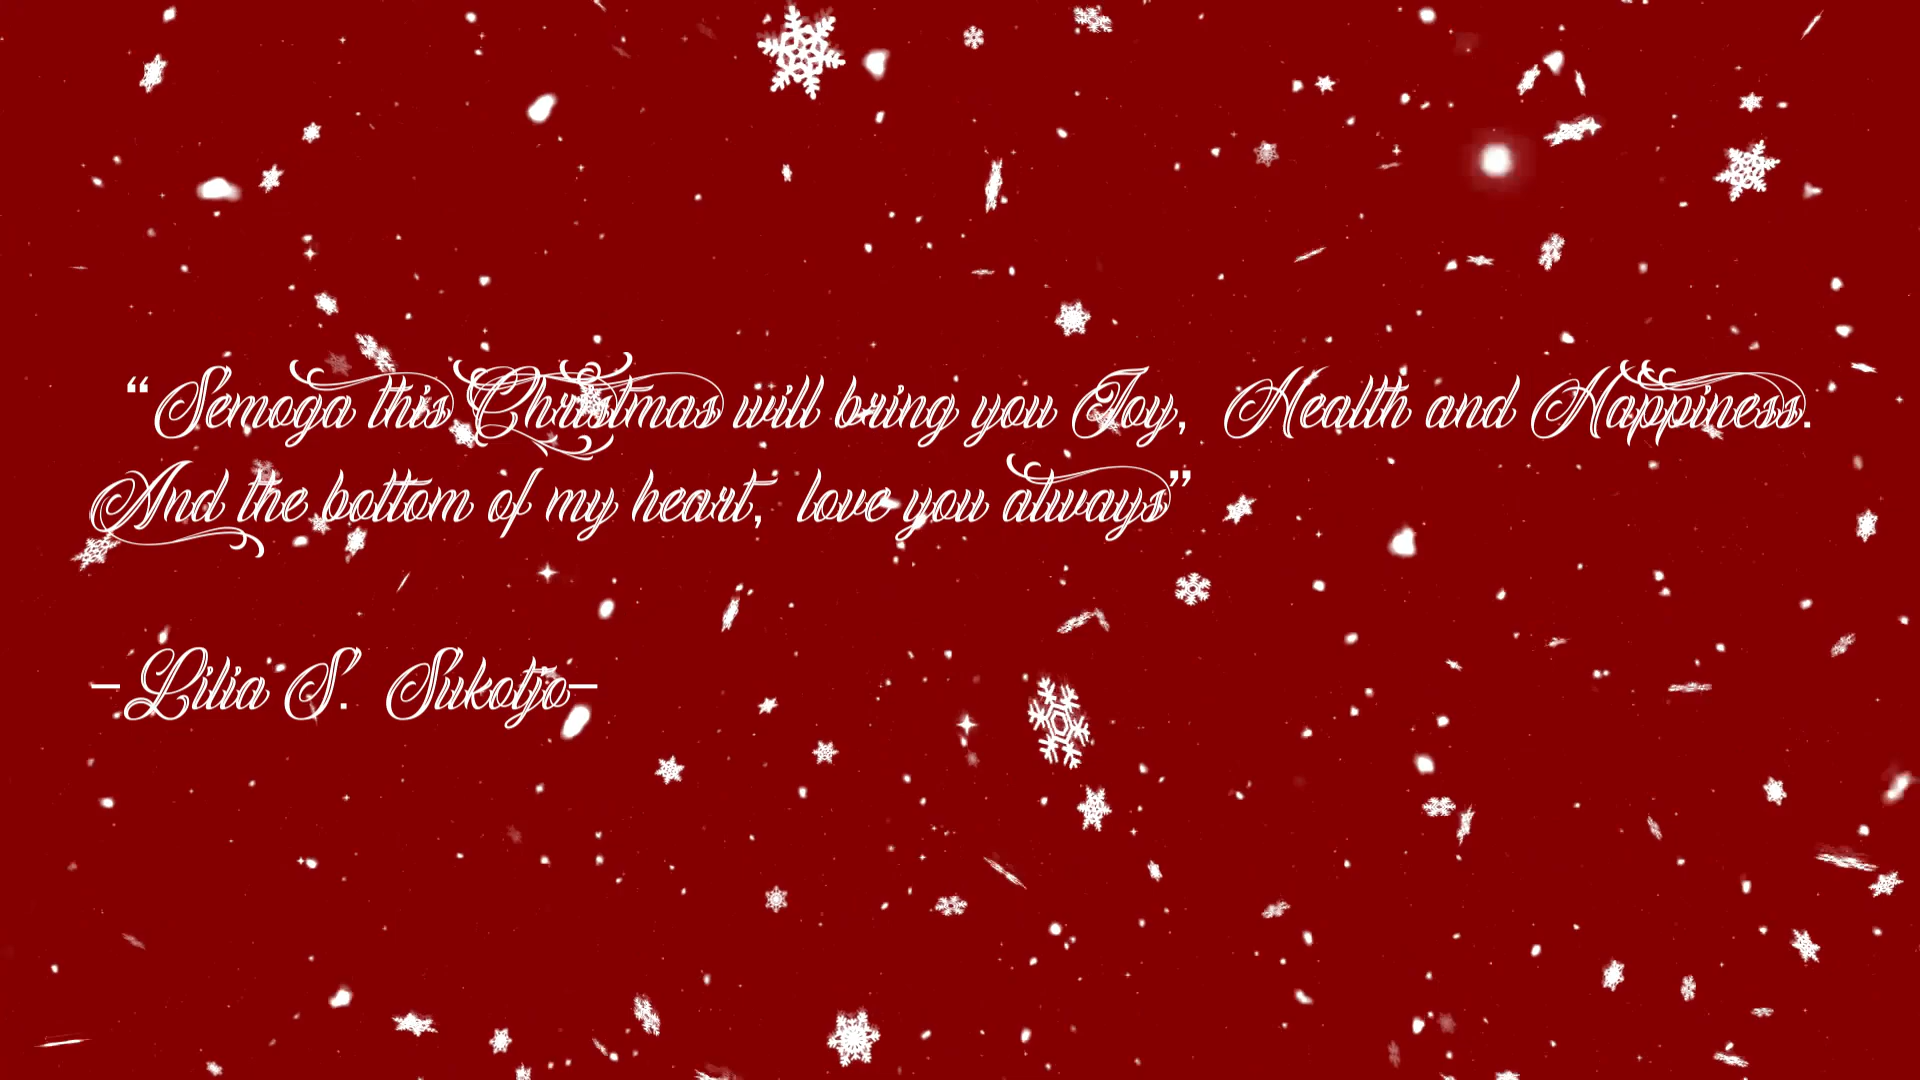 “Semoga this Christmas will bring you Joy, Health and Happiness.
And the bottom of my heart, love you always”
-Lilia S. Sukotjo-